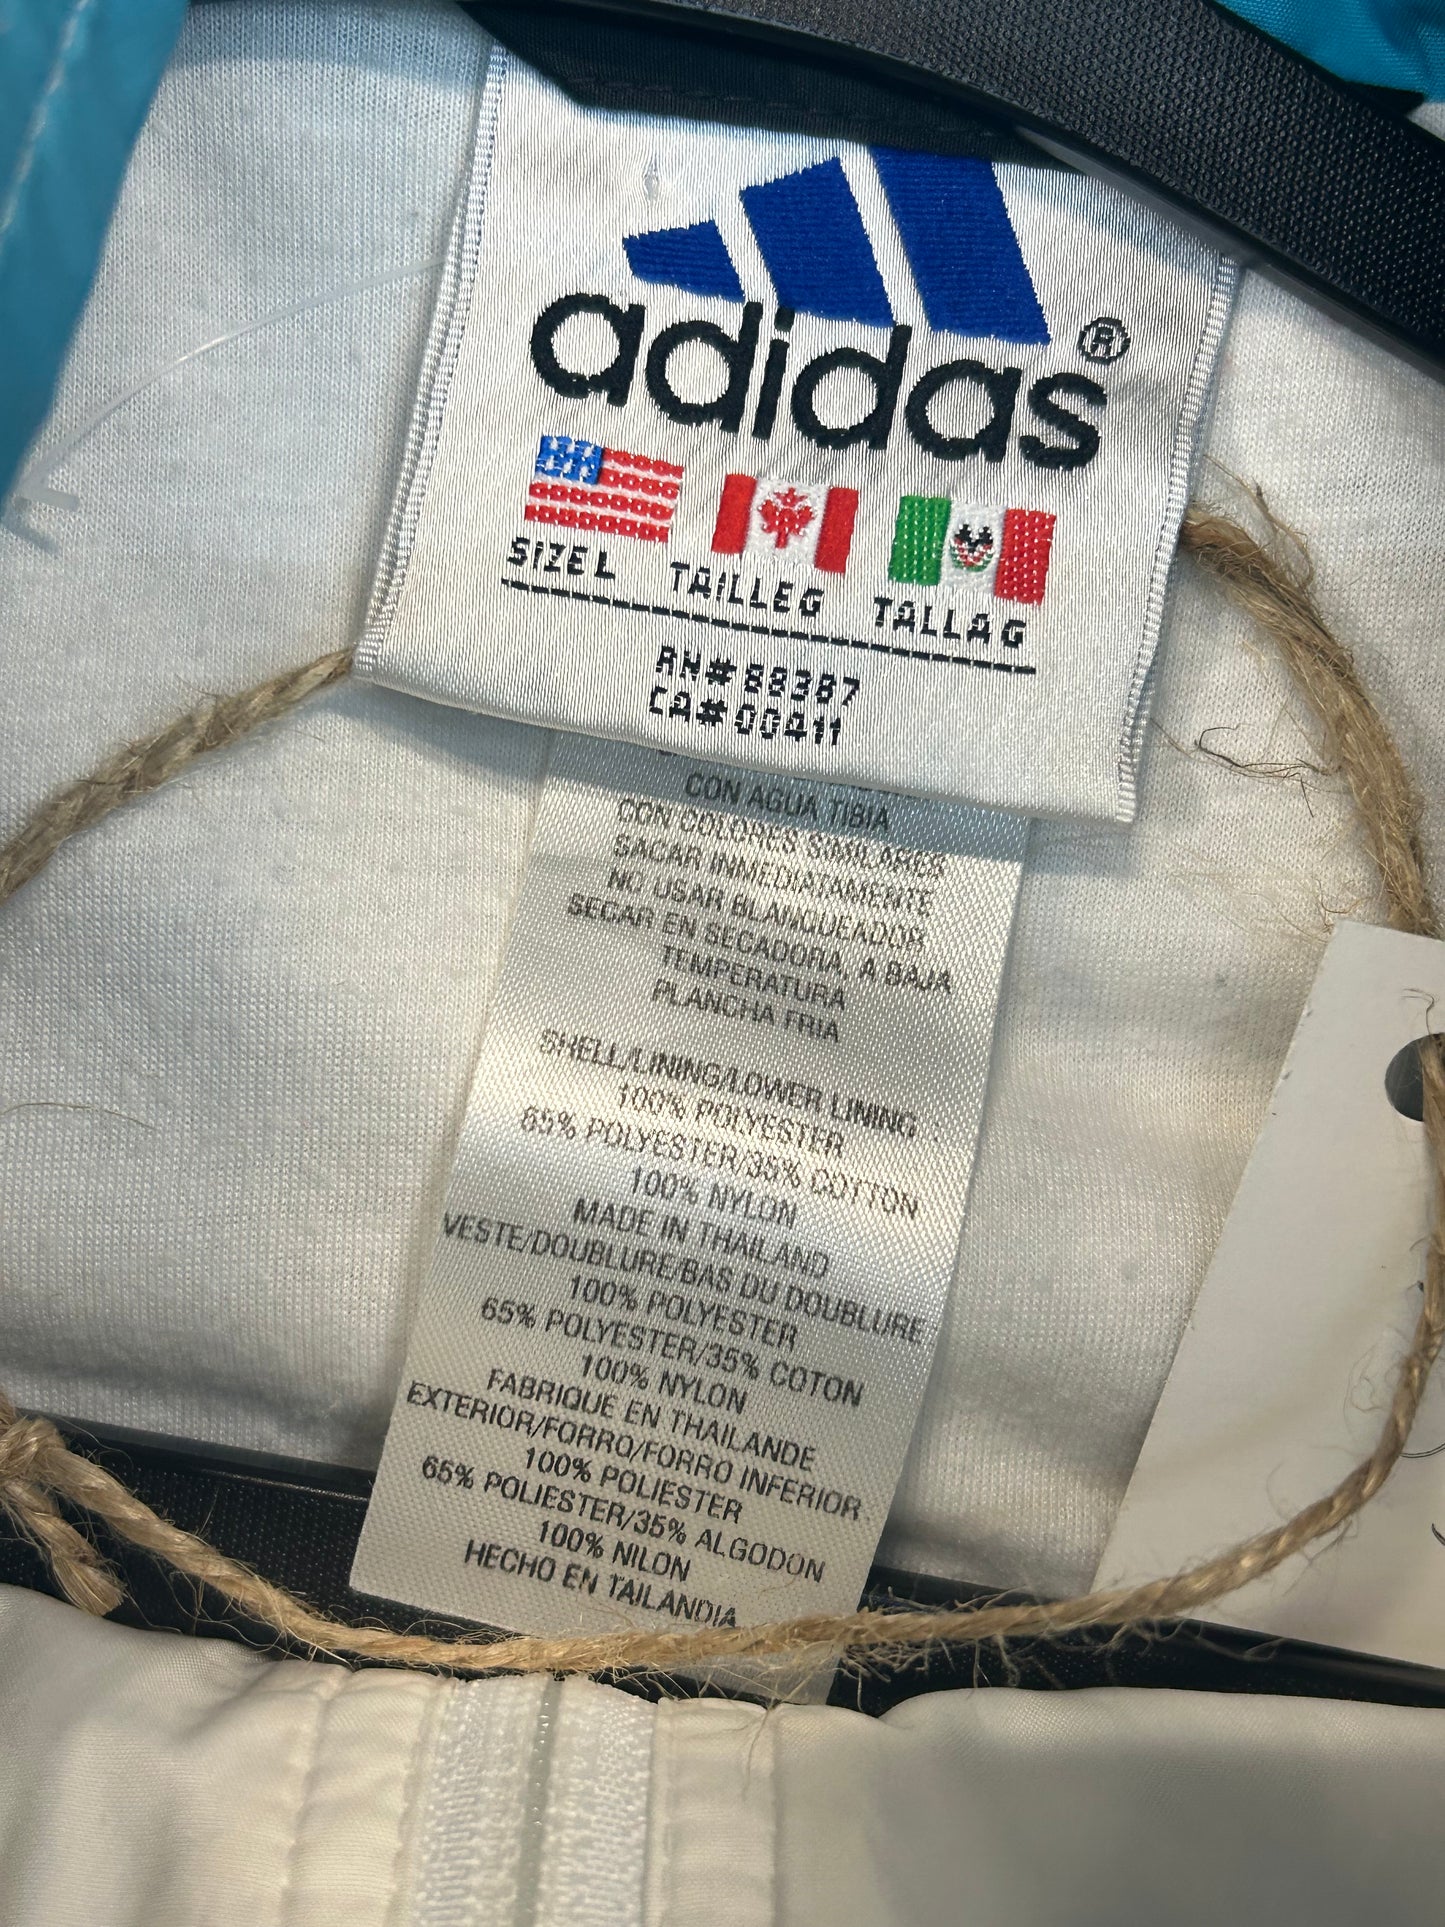 adidas®
SIZE L TAILLE G TALLA G
RN# 88387
CA# 00411
CON AGUA TIBIA
CON COLORES SIMILARES
SACAR INMEDIATAMENTE
NO USAR BLANQUEADOR
SECAR EN SECADORA, A BAJA
TEMPERATURA
PLANCHA FRIA
SHELL/LINING/LOWER LINING
100% POLYESTER
65% POLYESTER/35% COTTON
100% NYLON
MADE IN THAILAND
VESTE/DOUBLURE/BAS DU DOUBLURE
100% POLYESTER
65% POLYESTER/35% COTON
100% NYLON
FABRIQUE EN THAILANDE
EXTERIOR/FORRO/FORRO INFERIOR
100% POLIESTER
65% POLIESTER/35% ALGODON
100% NILON
HECHO EN TAILANDIA